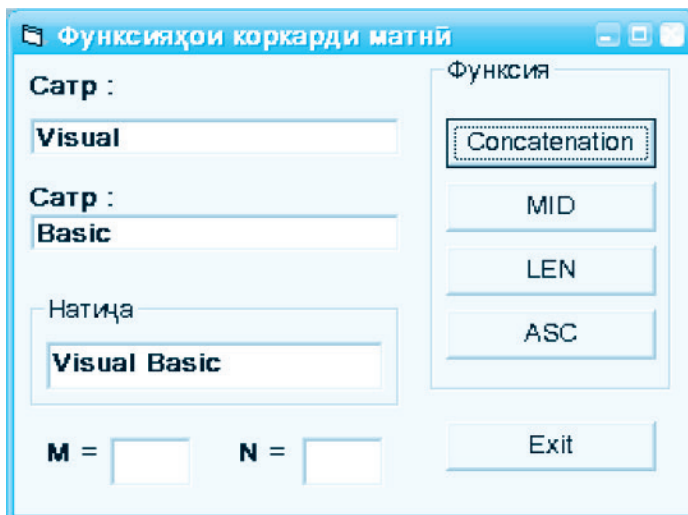 Функсияҳои коркарди матнӣ
Сатр :
Visual
Сатр :
Basic
Натиҷа
Visual Basic
M =
N =
Функсия
Concatenation
MID
LEN
ASC
Exit